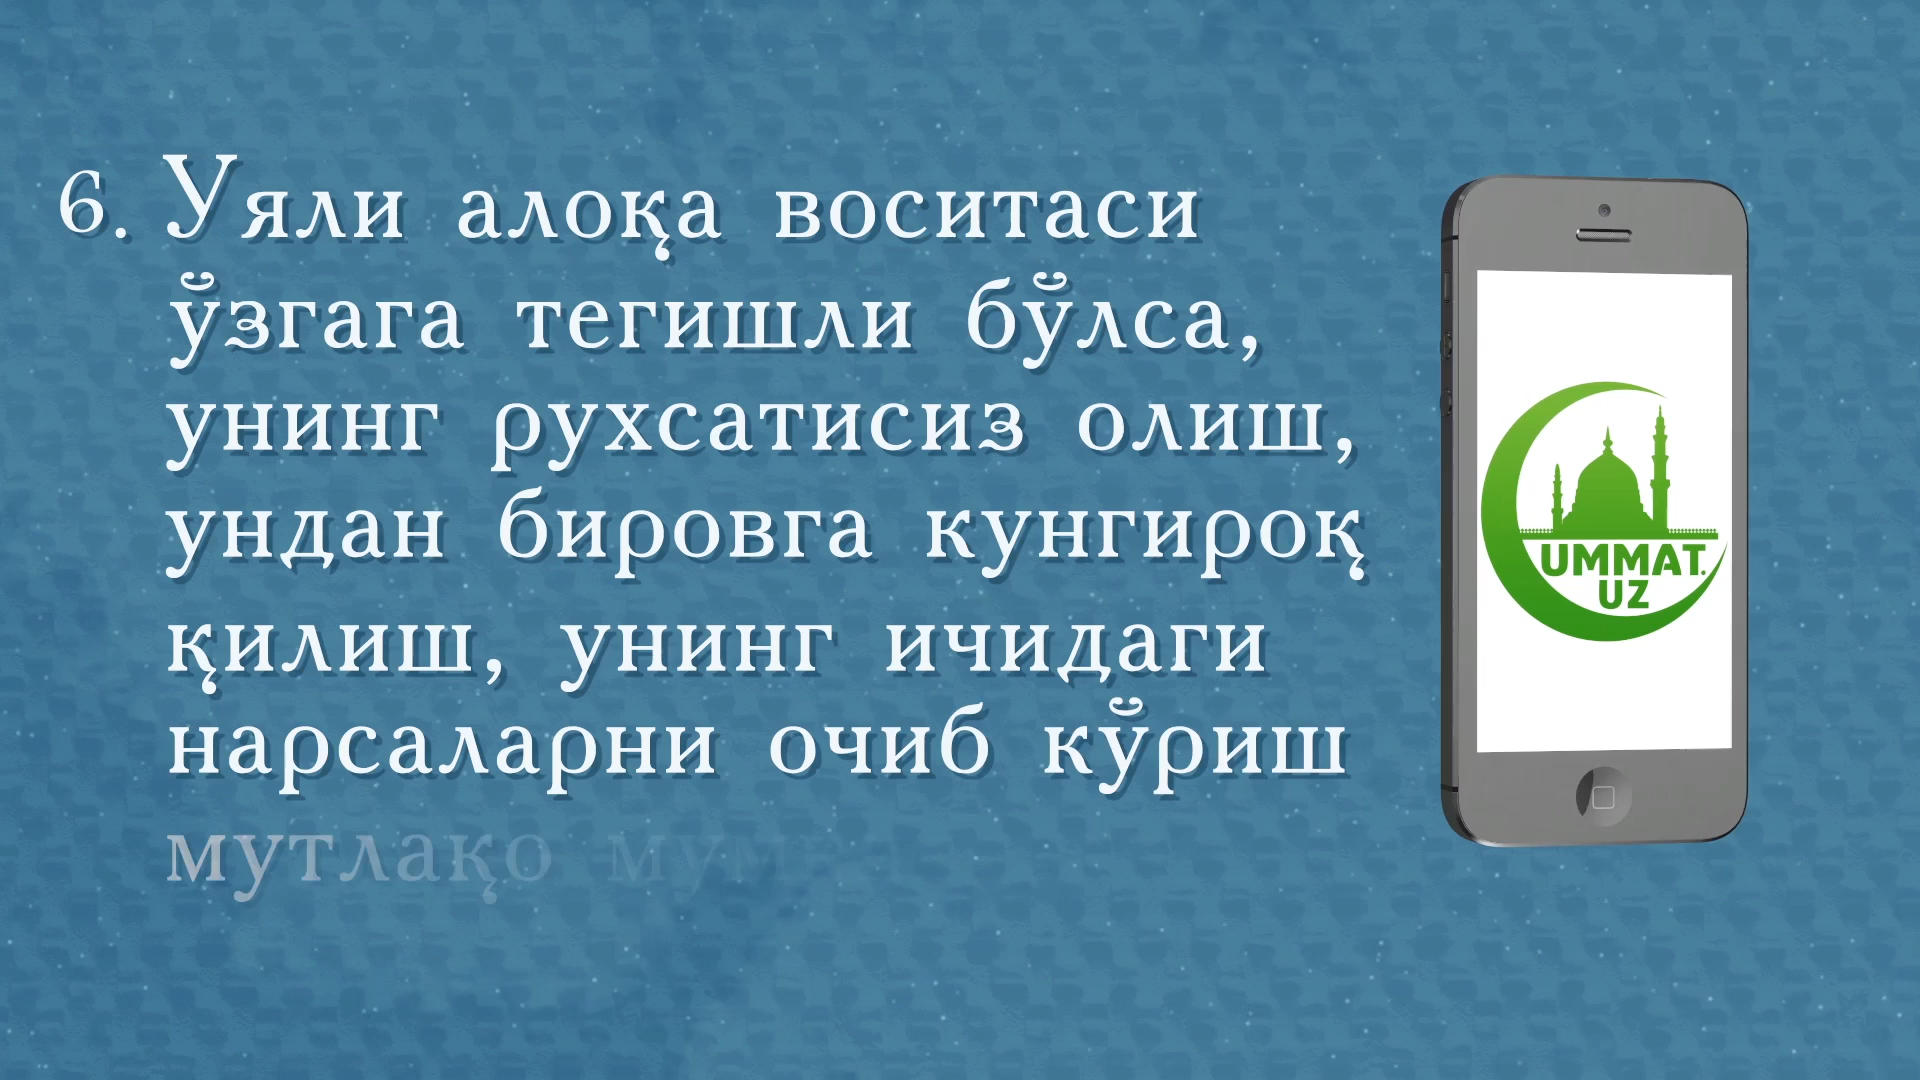 6. Уяли алоқа воситаси
ўзгага тегишли бўлса,
унинг рухсатисиз олиш,
ундан бировга кунгироқ
қилиш, унинг ичидаги
нарсаларни очиб кўриш
мутлақо
UMMAT.
UZ